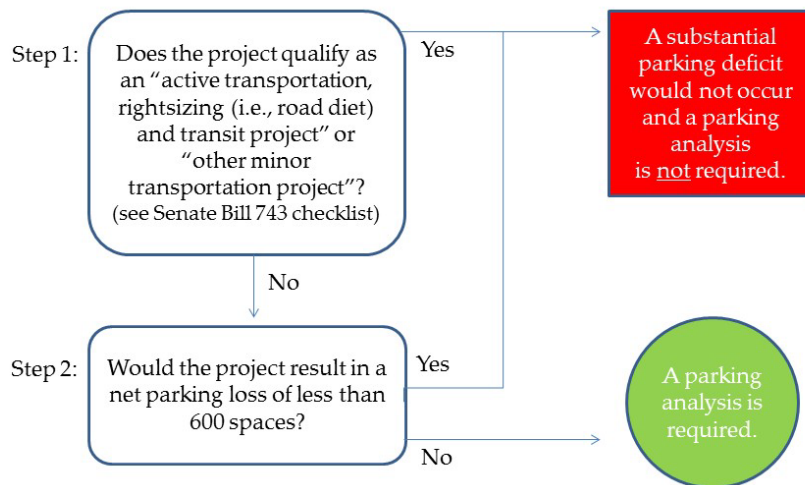 Step 1:
Does the project qualify as
an “active transportation,
rightsizing (i.e., road diet)
and transit project” or
“other minor
transportation project”?
(see Senate Bill 743 checklist)
Yes
A substantial
parking deficit
would not occur
and a parking
analysis
is not required.
No
Step 2:
Would the project result in a
net parking loss of less than
600 spaces?
Yes
No
A parking
analysis is
required.